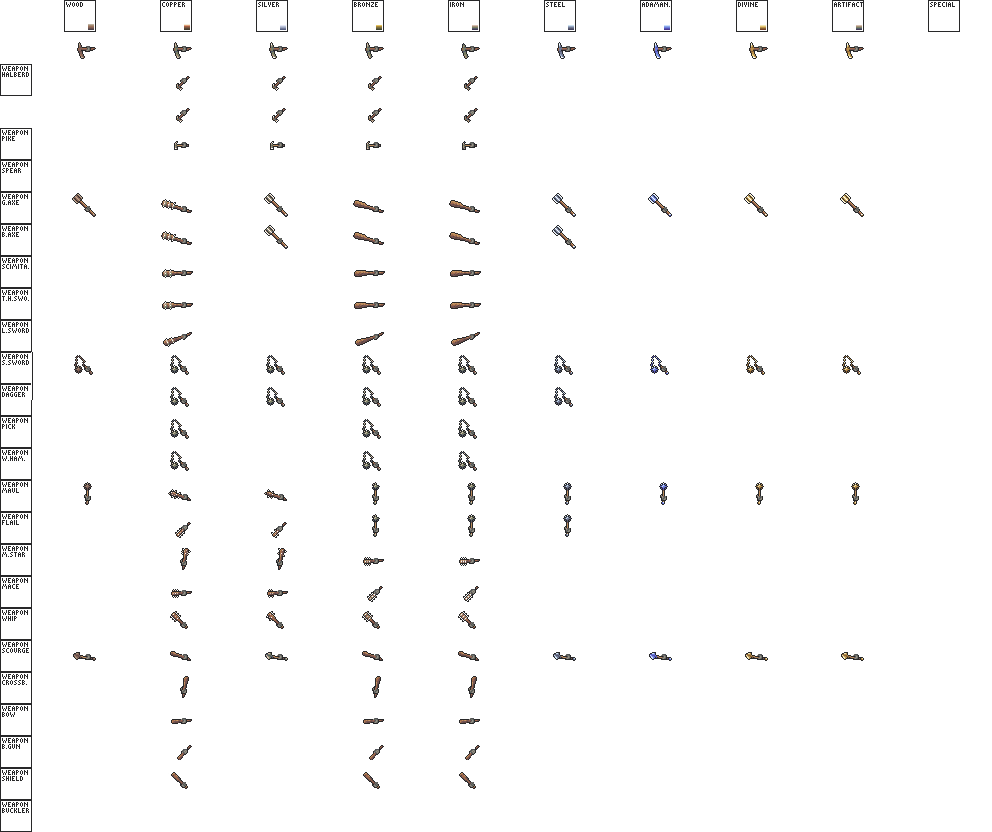 WOOD COPPER SILVER BRONZE IRON STEEL ADAMAN. DIVINE ARTIFACT SPECIAL
WEAPON
HALBERD
WEAPON
PIKE
WEAPON
SPEAR
WEAPON
G.AXE
WEAPON
B.AXE
WEAPON
SCIMITA.
WEAPON
T.H.SWO.
WEAPON
L.SWORD
WEAPON
S.SWORD
WEAPON
DAGGER
WEAPON
PICK
WEAPON
W.HAM.
WEAPON
MAUL
WEAPON
FLAIL
WEAPON
M.STAR
WEAPON
MACE
WEAPON
WHIP
WEAPON
SCOURGE
WEAPON
CROSSB.
WEAPON
BOW
WEAPON
B.GUN
WEAPON
SHIELD
WEAPON
BUCKLER